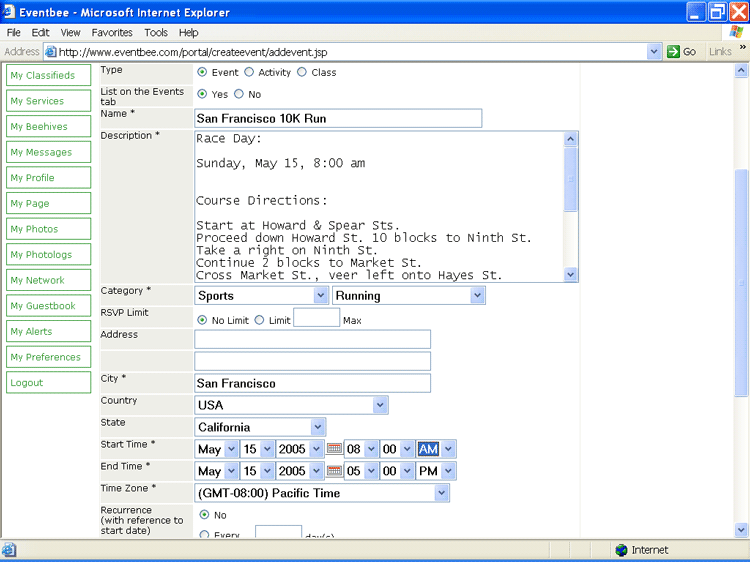 Eventbee - Microsoft Internet Explorer
File Edit View Favorites Tools Help
Address http://www.eventbee.com/portal/createevent/addevent.jsp Go Links »
My Classifieds
My Services
My Beehives
My Messages
My Profile
My Page
My Photos
My Photologs
My Network
My Guestbook
My Alerts
My Preferences
Logout
Type Event Activity Class
List on the Events tab Yes No
Name * San Francisco 10K Run
Description * Race Day:
Sunday, May 15, 8:00 am
Course Directions:
Start at Howard & Spear Sts.
Proceed down Howard St. 10 blocks to Ninth St.
Take a right on Ninth St.
Continue 2 blocks to Market St.
Cross Market St., veer left onto Hayes St.
Category * Sports Running
RSVP Limit No Limit Limit Max
Address
City * San Francisco
Country USA
State California
Start Time * May 15 2005 08 00 AM
End Time * May 15 2005 05 00 PM
Time Zone * (GMT-08:00) Pacific Time
Recurrence (with reference to start date) No
Every day(s)
Internet